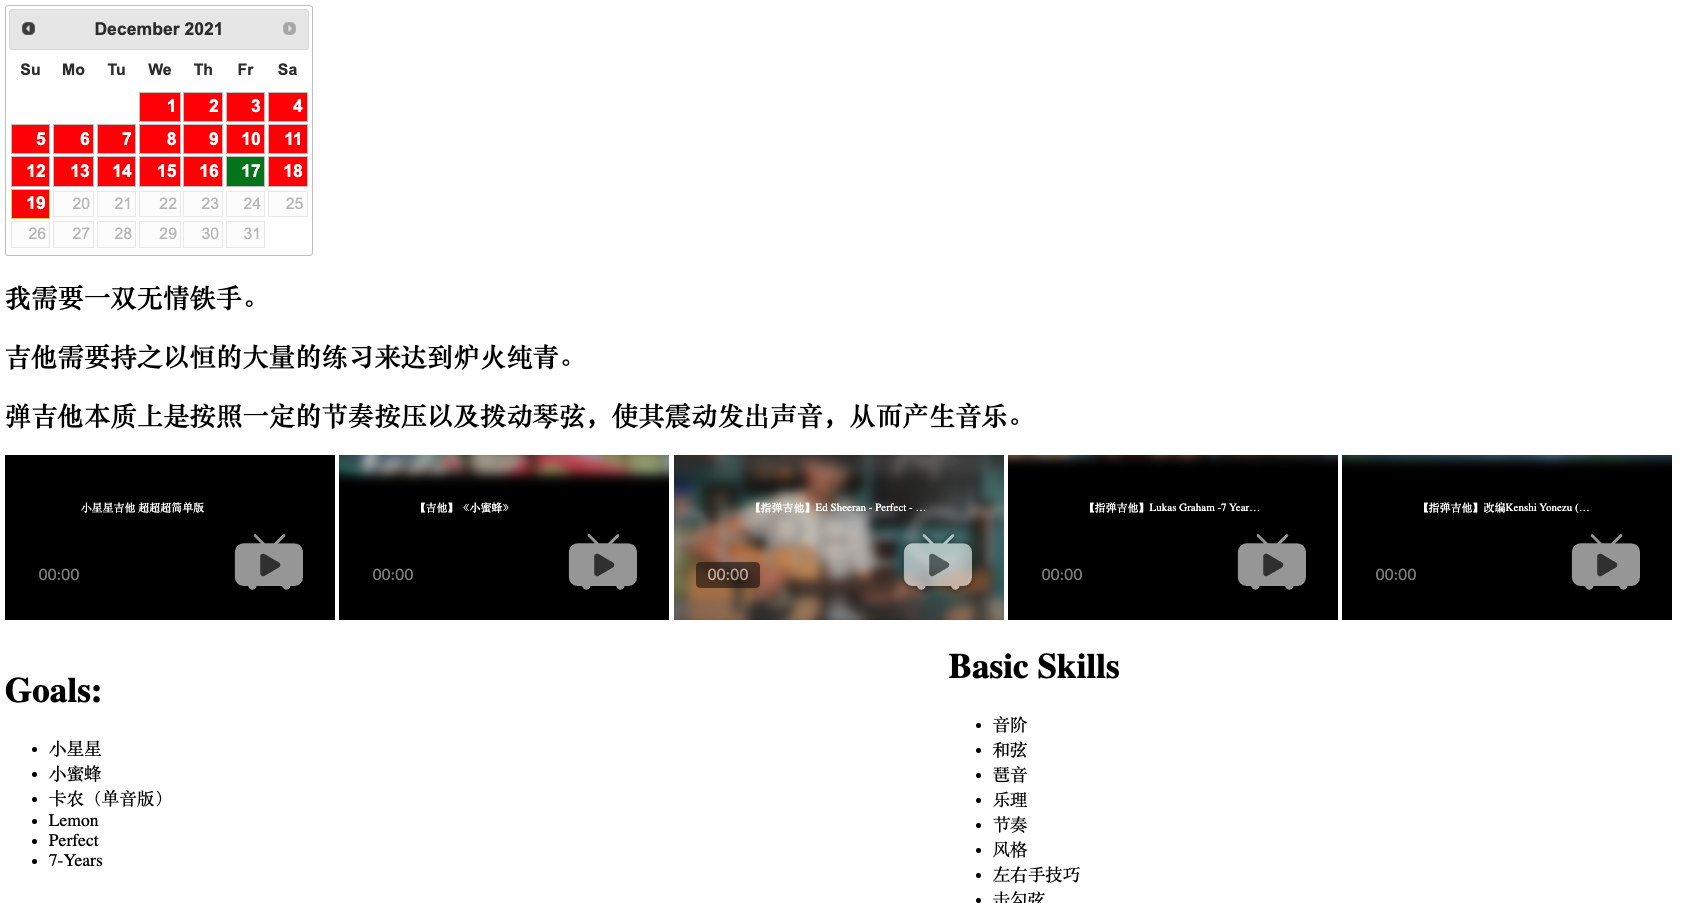 December 2021
Su Mo Tu We Th Fr Sa
1 2 3 4
5 6 7 8 9 10 11
12 13 14 15 16 17 18
19 20 21 22 23 24 25
26 27 28 29 30 31
我需要一双无情铁手。
吉他需要持之以恒的大量的练习来达到炉火纯青。
弹吉他本质上是按照一定的节奏按压以及拨动琴弦，使其震动发出声音，从而产生音乐。
小星星吉他 超超超简单版
00:00
【吉他】《小蜜蜂》
00:00
【指弹吉他】Ed Sheeran - Perfect - ...
00:00
【指弹吉他】Lukas Graham -7 Year...
00:00
【指弹吉他】改编Kenshi Yonezu (...
00:00
Goals:
小星星
小蜜蜂
卡农（单音版）
Lemon
Perfect
7-Years
Basic Skills
音阶
和弦
琶音
乐理
节奏
风格
左右手技巧